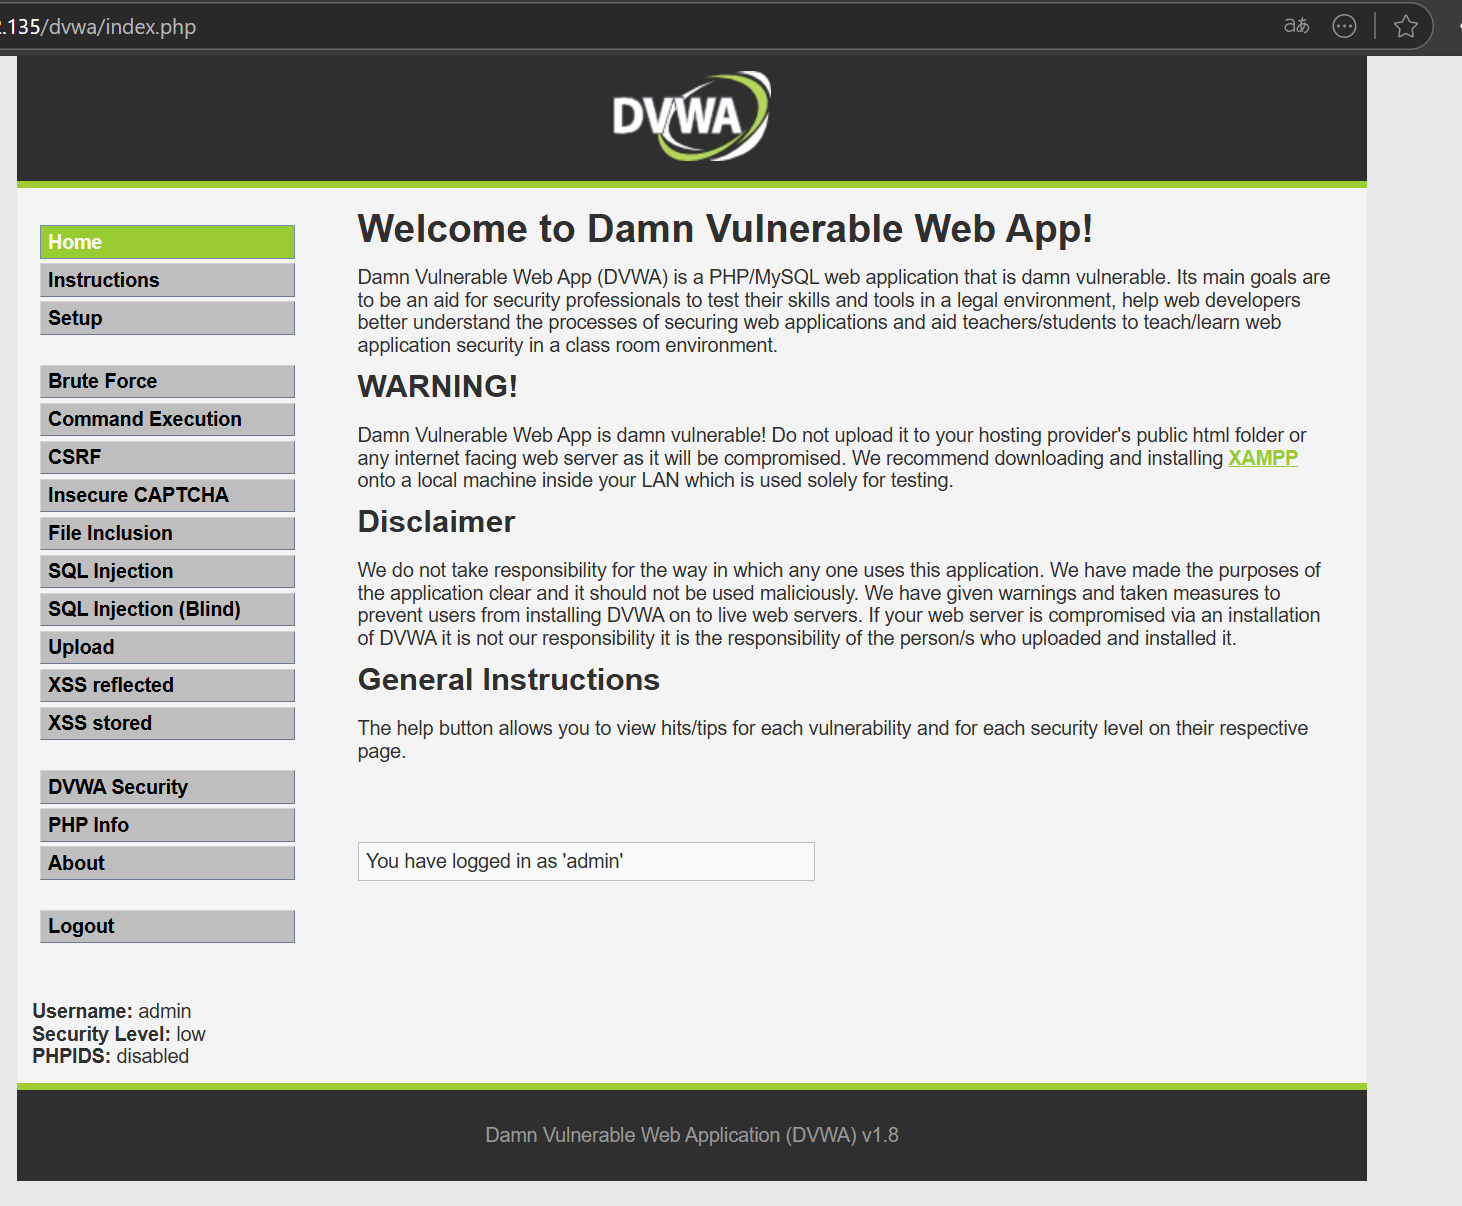 .135/dvwa/index.php
aあ
DVWA
Home
Instructions
Setup
Brute Force
Command Execution
CSRF
Insecure CAPTCHA
File Inclusion
SQL Injection
SQL Injection (Blind)
Upload
XSS reflected
XSS stored
DVWA Security
PHP Info
About
Logout
Username: admin
Security Level: low
PHPIDS: disabled
Welcome to Damn Vulnerable Web App!
Damn Vulnerable Web App (DVWA) is a PHP/MySQL web application that is damn vulnerable. Its main goals are
to be an aid for security professionals to test their skills and tools in a legal environment, help web developers
better understand the processes of securing web applications and aid teachers/students to teach/learn web
application security in a class room environment.
WARNING!
Damn Vulnerable Web App is damn vulnerable! Do not upload it to your hosting provider's public html folder or
any internet facing web server as it will be compromised. We recommend downloading and installing XAMPP
onto a local machine inside your LAN which is used solely for testing.
Disclaimer
We do not take responsibility for the way in which any one uses this application. We have made the purposes of
the application clear and it should not be used maliciously. We have given warnings and taken measures to
prevent users from installing DVWA on to live web servers. If your web server is compromised via an installation
of DVWA it is not our responsibility it is the responsibility of the person/s who uploaded and installed it.
General Instructions
The help button allows you to view hits/tips for each vulnerability and for each security level on their respective
page.
You have logged in as 'admin'
Damn Vulnerable Web Application (DVWA) v1.8